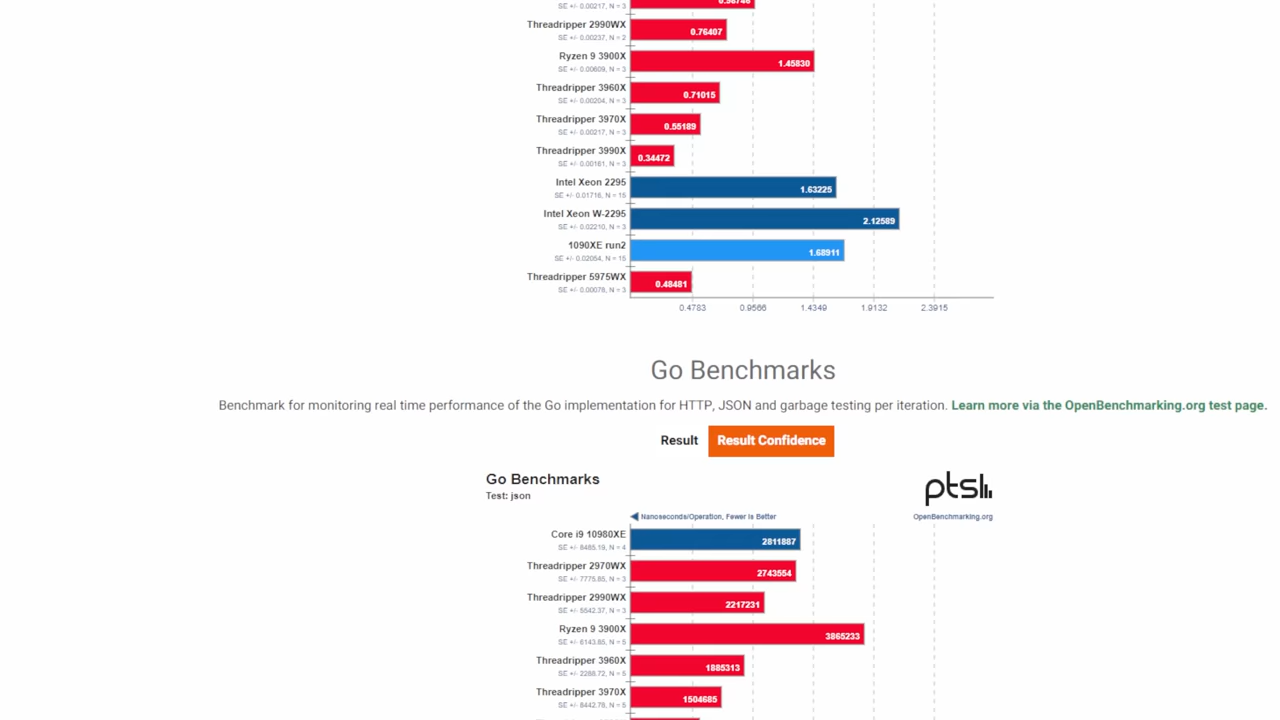 0.56746
SE +/- 0.00217, N = 3
Threadripper 2990WX
0.76407
SE +/- 0.00237, N = 2
Ryzen 9 3900X
1.45830
SE +/- 0.00609, N = 3
Threadripper 3960X
0.71015
SE +/- 0.00204, N = 3
Threadripper 3970X
0.55189
SE +/- 0.00217, N = 3
Threadripper 3990X
0.34472
SE +/- 0.00161, N = 3
Intel Xeon 2295
1.63225
SE +/- 0.01716, N = 15
Intel Xeon W-2295
2.12589
SE +/- 0.02210, N = 3
1090XE run2
1.68911
SE +/- 0.02054, N = 15
Threadripper 5975WX
0.48481
SE +/- 0.00078, N = 3
0.4783 0.9566 1.4349 1.9132 2.3915
Go Benchmarks
Benchmark for monitoring real time performance of the Go implementation for HTTP, JSON and garbage testing per iteration. Learn more via the OpenBenchmarking.org test page.
Result Result Confidence
Go Benchmarks
Test: json
pts
Nanoseconds/Operation, Fewer Is Better
OpenBenchmarking.org
Core i9 10980XE
2811887
SE +/- 8485.19, N = 4
Threadripper 2970WX
2743554
SE +/- 7775.85, N = 3
Threadripper 2990WX
2217231
SE +/- 5542.37, N = 3
Ryzen 9 3900X
3865233
SE +/- 6143.85, N = 5
Threadripper 3960X
1885313
SE +/- 2288.72, N = 5
Threadripper 3970X
1504685
SE +/- 8442.78, N = 5